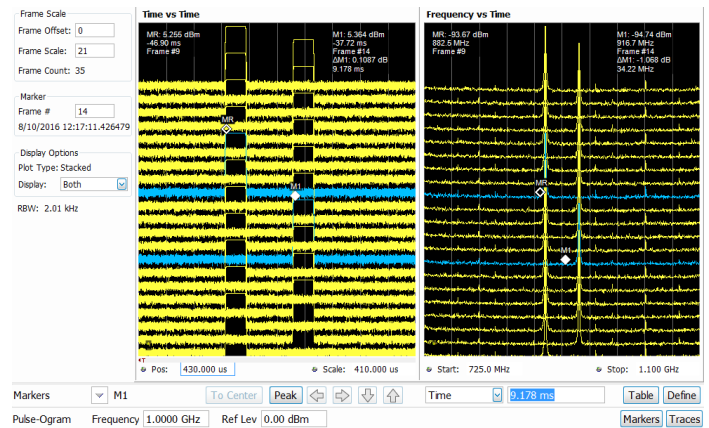 Frame Scale
Frame Offset: 0
Frame Scale: 21
Frame Count: 35
Marker
Frame # 14
8/10/2016 12:17:11.426479
Display Options
Plot Type: Stacked
Display: Both
RBW: 2.01 kHz
Time vs Time
MR: 5.255 dBm
-46.90 ms
Frame #9
M1: 5.364 dBm
-37.72 ms
Frame #14
ΔM1: 0.1087 dB
9.178 ms
MR
M1
T
Pos: 430.000 us
Scale: 410.000 us
Frequency vs Time
MR: -93.67 dBm
882.5 MHz
Frame #9
M1: -94.74 dBm
916.7 MHz
Frame #14
ΔM1: -1.068 dB
34.22 MHz
MR
M1
Start: 725.0 MHz
Stop: 1.100 GHz
Markers M1 To Center Peak Time 9.178 ms Table Define
Pulse-Ogram Frequency 1.0000 GHz Ref Lev 0.00 dBm Markers Traces